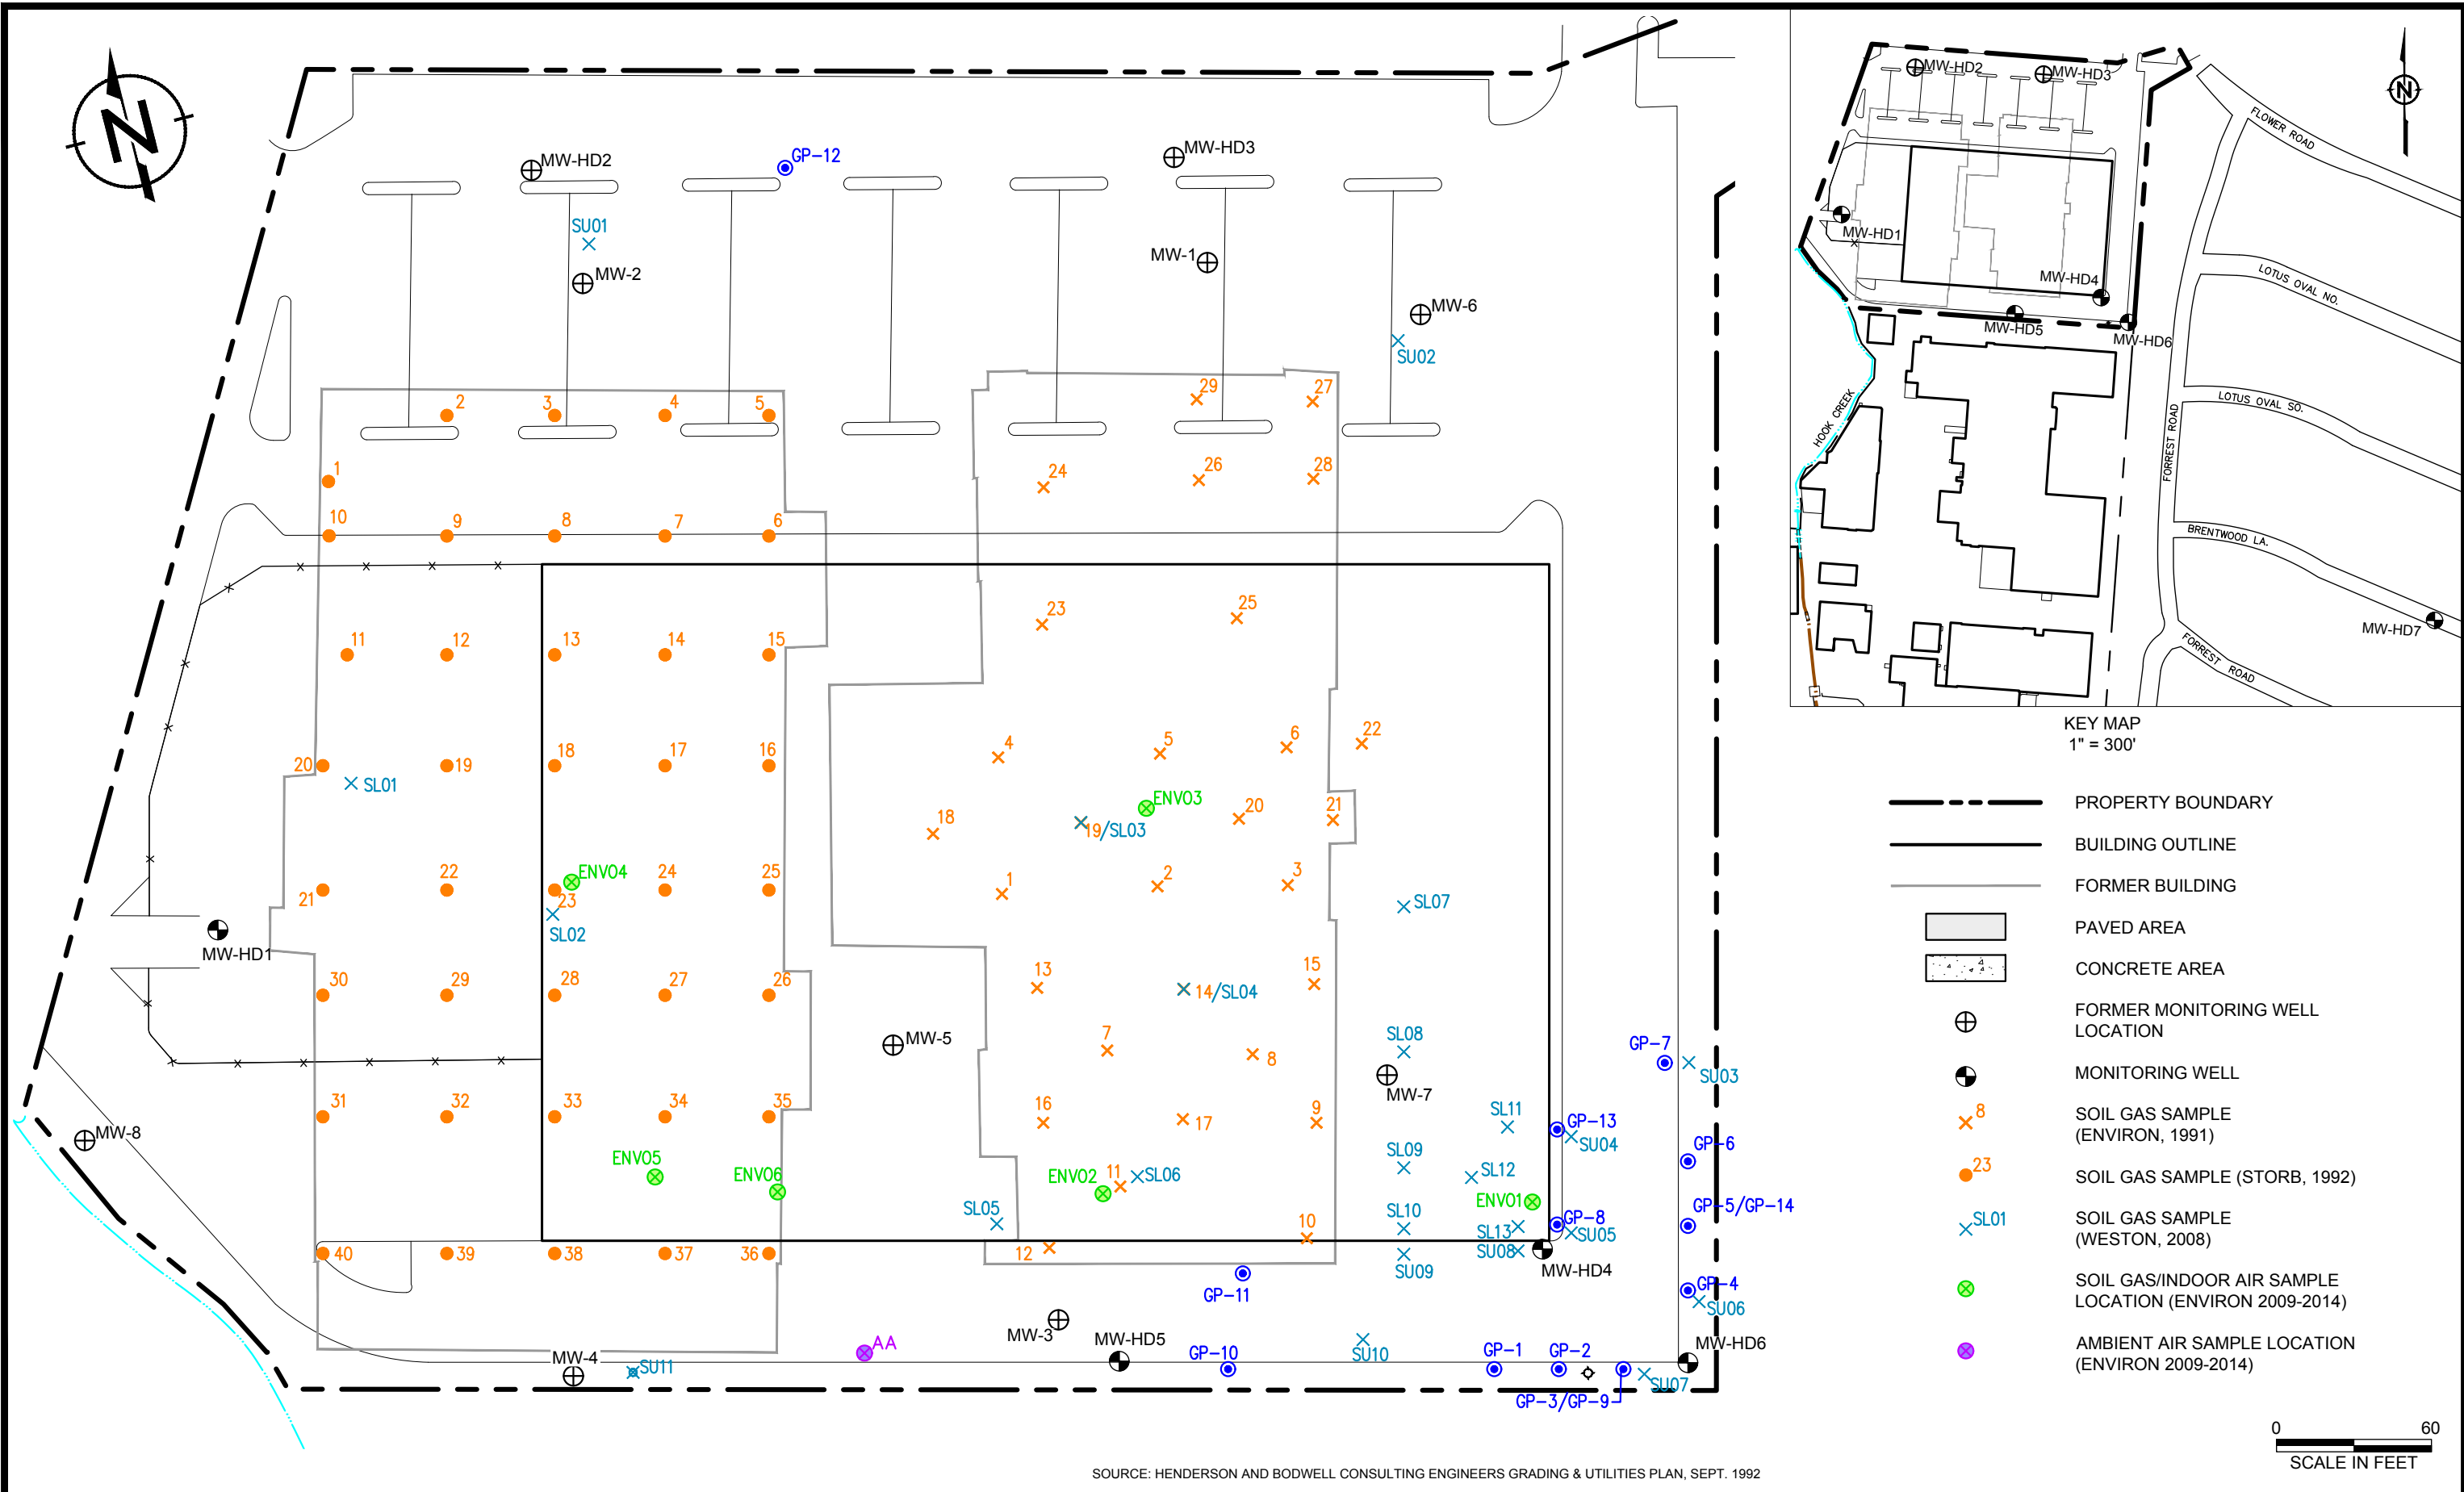 N
MW-HD2
GP-12
MW-HD3
SU01
MW-2
MW-1
MW-6
SU02
29
27
2
3
4
5
1
24
26
28
10
9
8
7
6
23
25
11
12
13
14
15
4
5
6
22
20
19
18
17
16
SL01
ENV03
18
19/SL03
20
21
ENV04
22
24
25
1
2
3
21
23
SL07
SL02
MW-HD1
30
29
28
27
26
13
14/SL04
15
MW-5
7
8
SL08
GP-7
SU03
MW-7
31
32
33
34
35
16
17
9
SL11
GP-13
SU04
MW-8
GP-6
ENV05
ENV06
ENV02
11
SL06
SL09
SL12
ENV01
GP-5/GP-14
SL05
10
SL10
SL13
GP-8
SU05
40
39
38
37
36
12
SU08
SU09
MW-HD4
GP-11
GP-4
SU06
MW-3
MW-HD5
AA
MW-4
SU11
GP-10
SU10
GP-1
GP-2
MW-HD6
SU07
GP-3/GP-9
SOURCE: HENDERSON AND BODWELL CONSULTING ENGINEERS GRADING & UTILITIES PLAN, SEPT. 1992
MW-HD2
MW-HD3
N
FLOWER ROAD
MW-HD1
LOTUS OVAL NO.
MW-HD4
MW-HD5
MW-HD6
HOOK CREEK
LOTUS OVAL SO.
FORREST ROAD
BRENTWOOD LA.
MW-HD7
FORREST ROAD
KEY MAP
1" = 300'
PROPERTY BOUNDARY
BUILDING OUTLINE
FORMER BUILDING
PAVED AREA
CONCRETE AREA
FORMER MONITORING WELL
LOCATION
MONITORING WELL
8
SOIL GAS SAMPLE
(ENVIRON, 1991)
23
SOIL GAS SAMPLE (STORB, 1992)
SL01
SOIL GAS SAMPLE
(WESTON, 2008)
SOIL GAS/INDOOR AIR SAMPLE
LOCATION (ENVIRON 2009-2014)
AMBIENT AIR SAMPLE LOCATION
(ENVIRON 2009-2014)
0 60
SCALE IN FEET